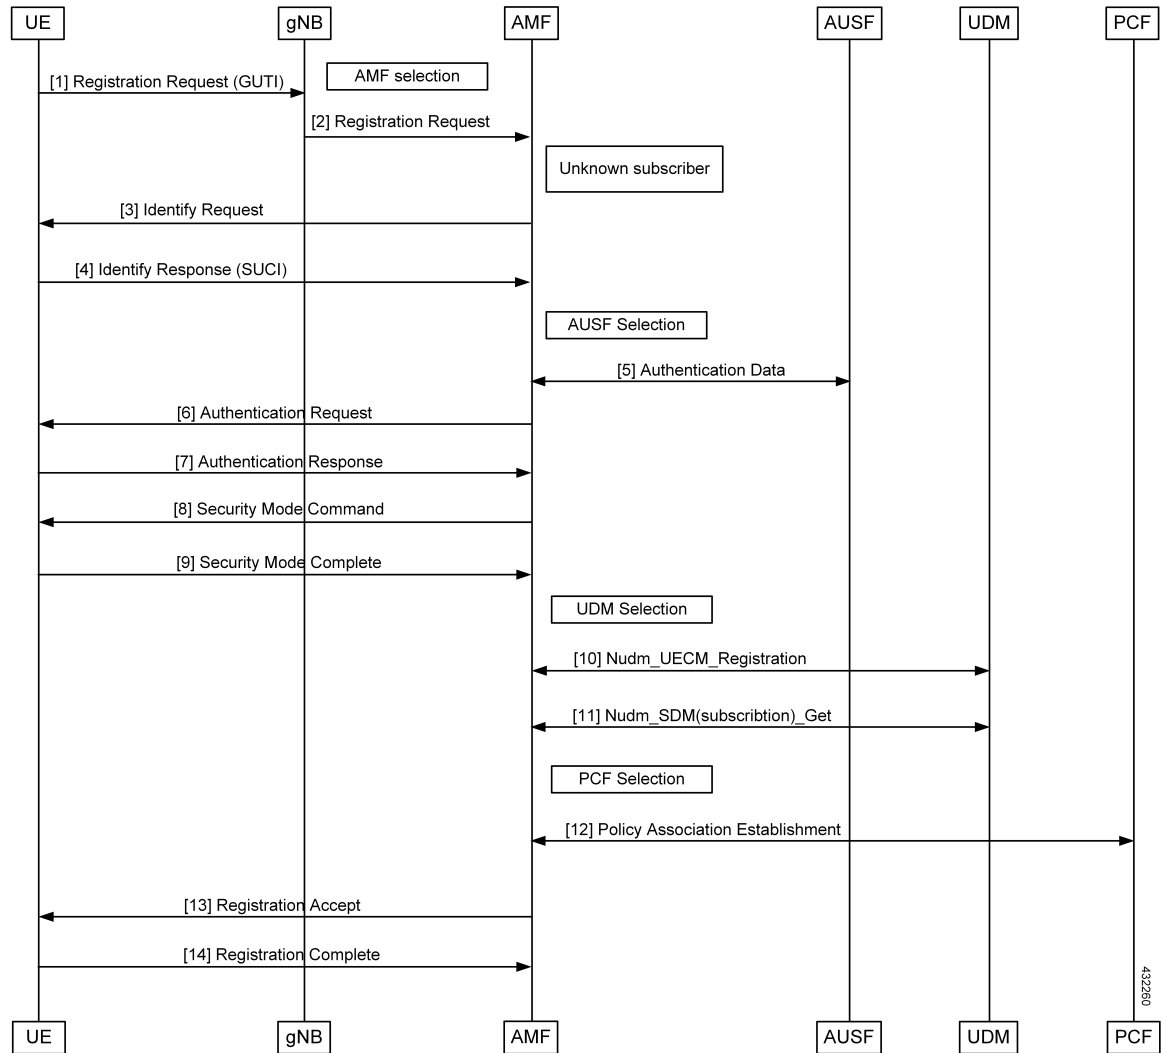 UE gNB AMF AUSF UDM PCF
AMF selection
[1] Registration Request (GUTI)
[2] Registration Request
Unknown subscriber
[3] Identify Request
[4] Identify Response (SUCI)
AUSF Selection
[5] Authentication Data
[6] Authentication Request
[7] Authentication Response
[8] Security Mode Command
[9] Security Mode Complete
UDM Selection
[10] Nudm_UECM_Registration
[11] Nudm_SDM(subscribtion)_Get
PCF Selection
[12] Policy Association Establishment
[13] Registration Accept
[14] Registration Complete
432260
UE gNB AMF AUSF UDM PCF